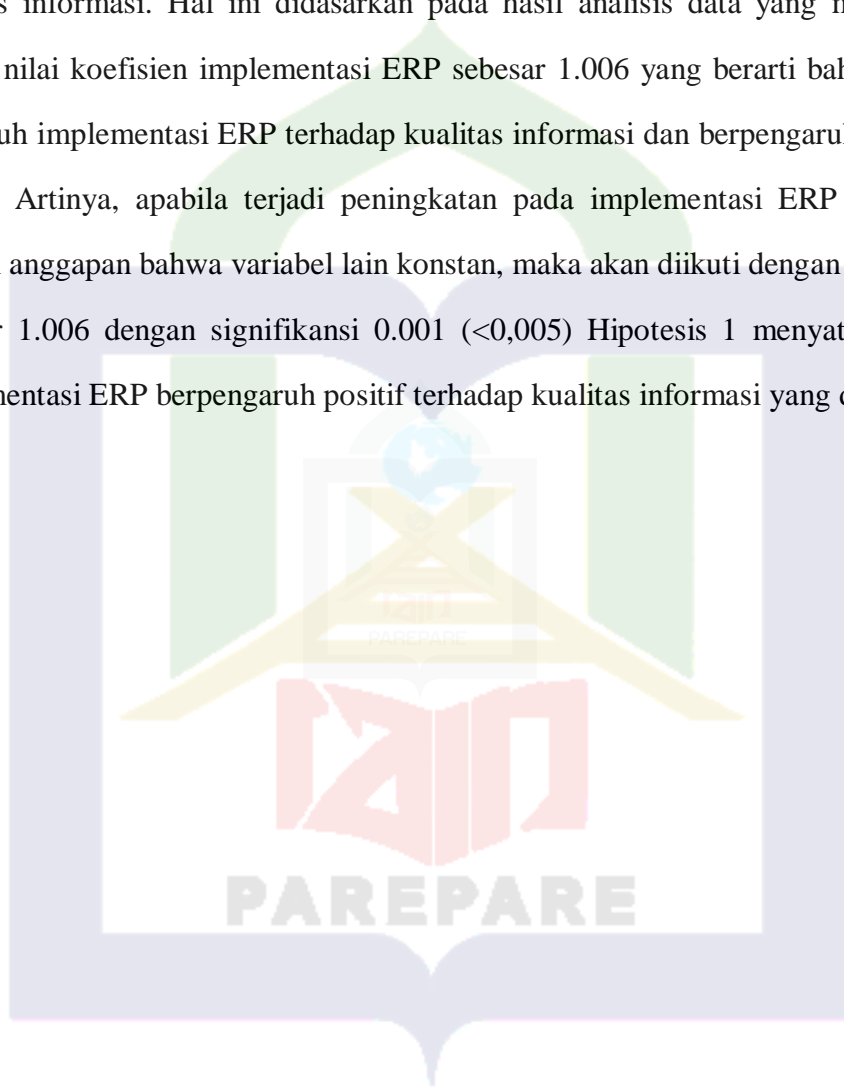 s informasi. Hal ini didasarkan pada hasil analisis data yang
nilai koefisien implementasi ERP sebesar 1.006 yang berarti
uh implementasi ERP terhadap kualitas informasi dan berpengaruh
Artinya, apabila terjadi peningkatan pada implementasi ERP
anggapan bahwa variabel lain konstan, maka akan diikuti dengan
1.006 dengan signifikansi 0.001 (<0,005) Hipotesis 1
mentasi ERP berpengaruh positif terhadap kualitas informasi yang
PAREPARE
PAREPARE